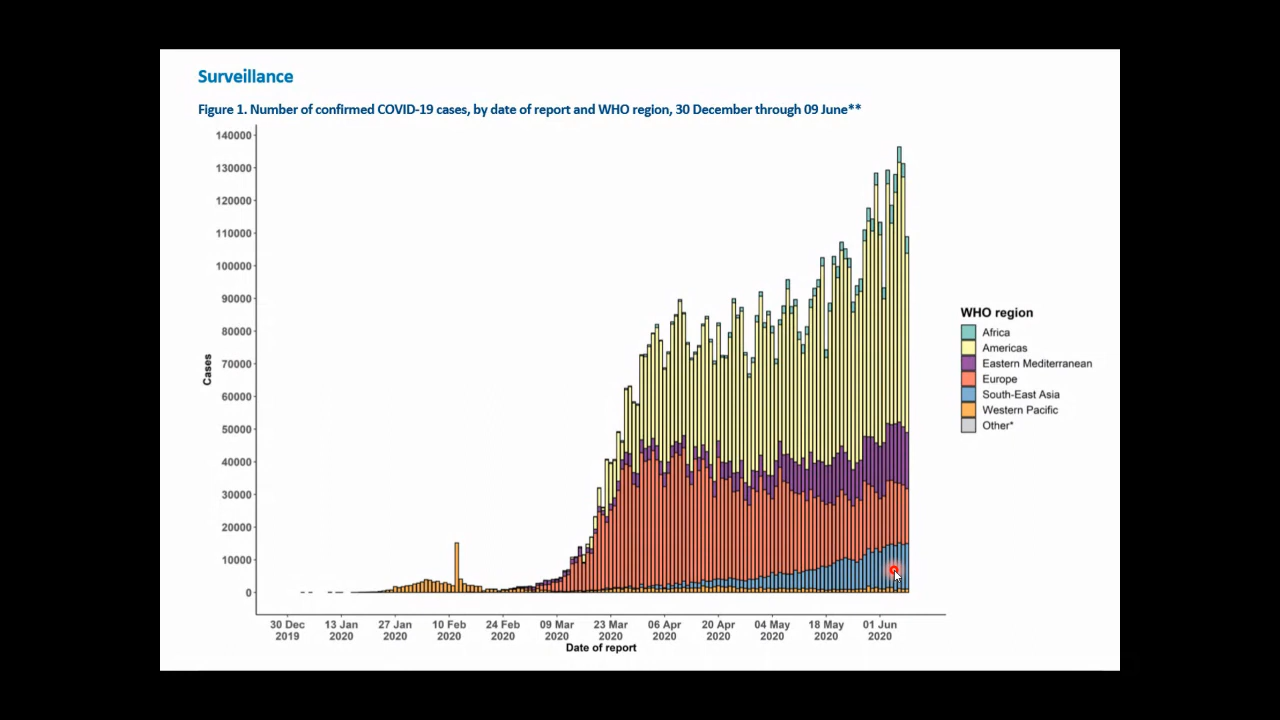 Surveillance
Figure 1. Number of confirmed COVID-19 cases, by date of report and WHO region, 30 December through 09 June**
140000
130000
120000
110000
100000
90000
80000
70000
60000
50000
40000
30000
20000
10000
0
Cases
30 Dec 13 Jan 27 Jan 10 Feb 24 Feb 09 Mar 23 Mar 06 Apr 20 Apr 04 May 18 May 01 Jun
2019 2020 2020 2020 2020 2020 2020 2020 2020 2020 2020 2020
Date of report
WHO region
Africa
Americas
Eastern Mediterranean
Europe
South-East Asia
Western Pacific
Other*